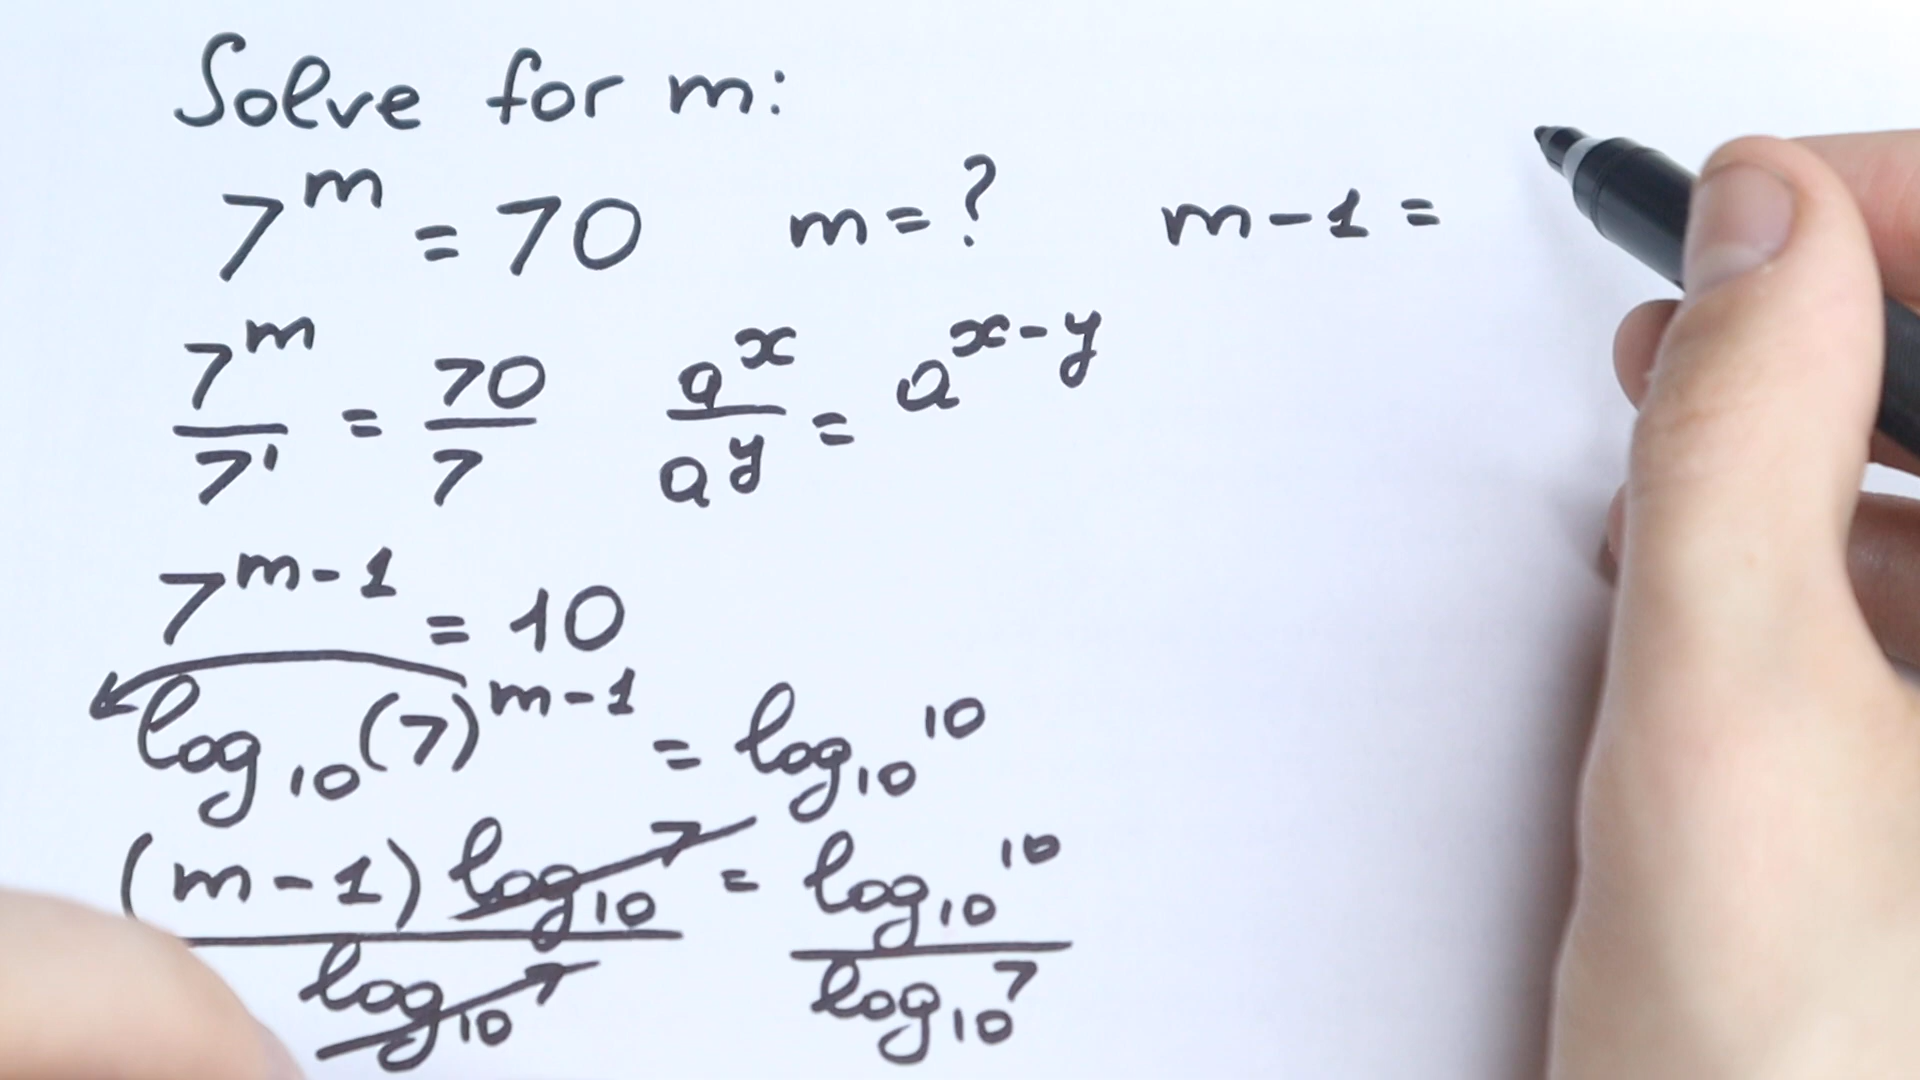 Solve for m:
7^m = 70 m = ? m - 1 =
7^m / 7^1 = 70 / 7 a^x / a^y = a^(x-y)
7^(m-1) = 10
log₁₀(7)^(m-1) = log₁₀ 10
(m - 1) log₁₀ 7 / log₁₀ 7 = log₁₀ 10 / log₁₀ 7